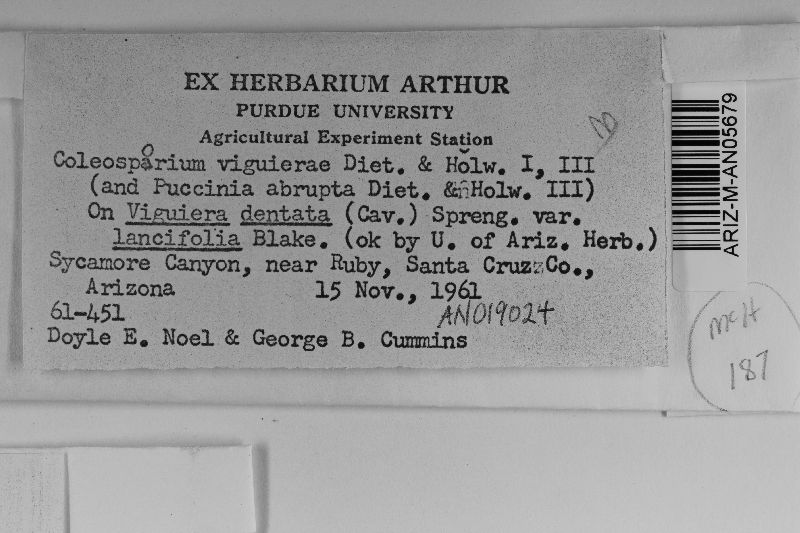 EX HERBARIUM ARTHUR
PURDUE UNIVERSITY
Agricultural Experiment Station
Coleosporium viguierae Diet. & Holw. I, III
(and Puccinia abrupta Diet. & Holw. III)
On Viguiera dentata (Cav.) Spreng. var.
lancifolia Blake. (ok by U. of Ariz. Herb.)
Sycamore Canyon, near Ruby, Santa Cruz Co.,
Arizona 15 Nov., 1961
61-451 AN019024
Doyle E. Noel & George B. Cummins
ARIZ-M-AN05679
McH
187